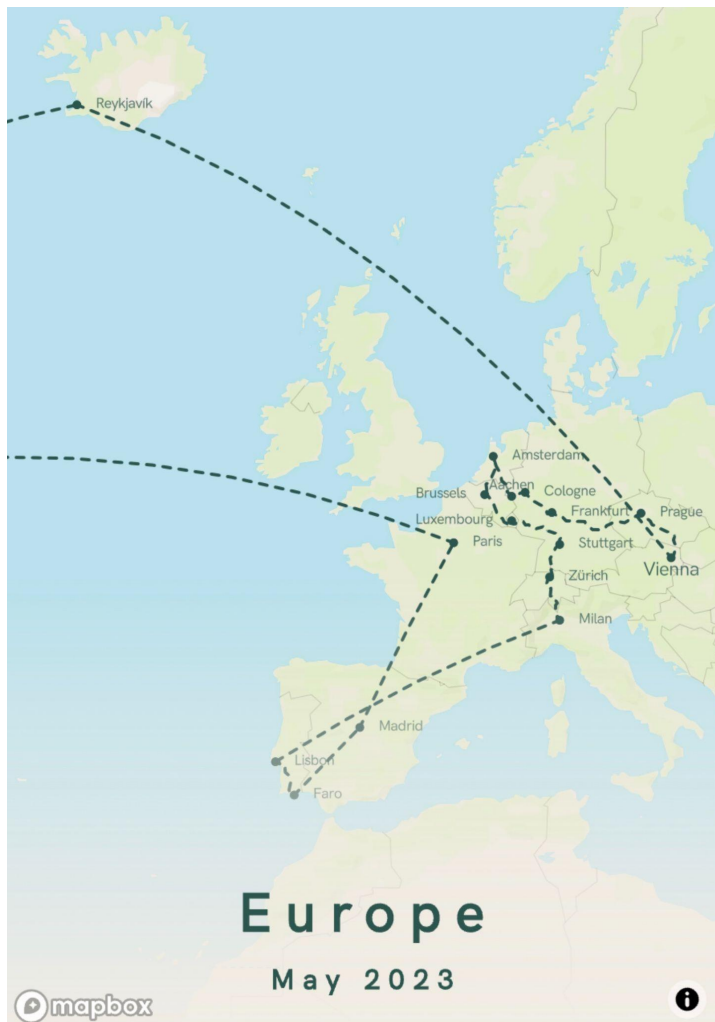 Reykjavík
Amsterdam
Aachen
Cologne
Brussels
Frankfurt
Prague
Luxembourg
Paris
Stuttgart
Vienna
Zürich
Milan
Madrid
Lisbon
Faro
Europe
May 2023
mapbox